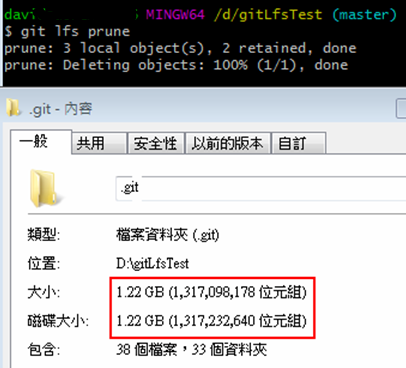 MINGW64 /d/gitLfsTest (master)
$ git lfs prune
prune: 3 local object(s), 2 retained, done
prune: Deleting objects: 100% (1/1), done
.git - 內容
一般 共用 安全性 以前的版本 自訂
.git
類型: 檔案資料夾 (.git)
位置: D:\gitLfsTest
大小: 1.22 GB (1,317,098,178 位元組)
磁碟大小: 1.22 GB (1,317,232,640 位元組)
包含: 38 個檔案，33 個資料夾